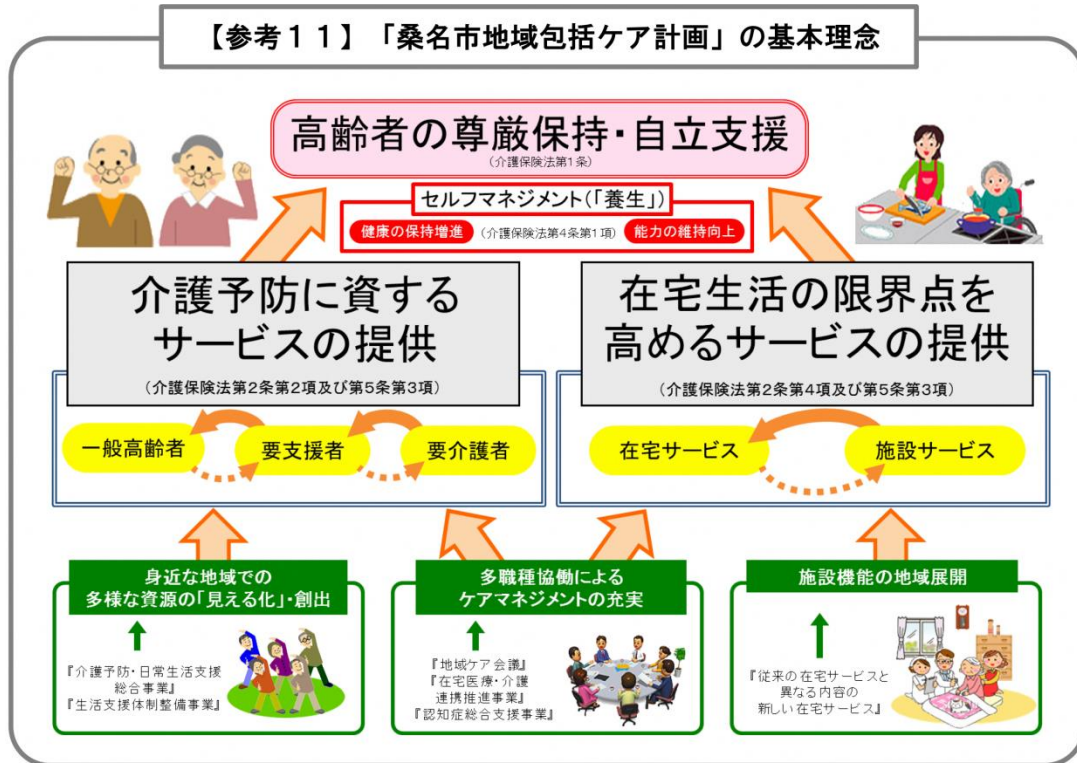 【参考１１】「桑名市地域包括ケア計画」の基本理念
高齢者の尊厳保持・自立支援
（介護保険法第１条）
セルフマネジメント（「養生」）
健康の保持増進 （介護保険法第４条第１項） 能力の維持向上
介護予防に資する
サービスの提供
（介護保険法第２条第２項及び第５条第３項）
一般高齢者 要支援者 要介護者
在宅生活の限界点を
高めるサービスの提供
（介護保険法第２条第４項及び第５条第３項）
在宅サービス 施設サービス
身近な地域での
多様な資源の「見える化」・創出
『介護予防・日常生活支援
総合事業』
『生活支援体制整備事業』
多職種協働による
ケアマネジメントの充実
『地域ケア会議』
『在宅医療・介護
連携推進事業』
『認知症総合支援事業』
施設機能の地域展開
『従来の在宅サービスと
異なる内容の
新しい在宅サービス』